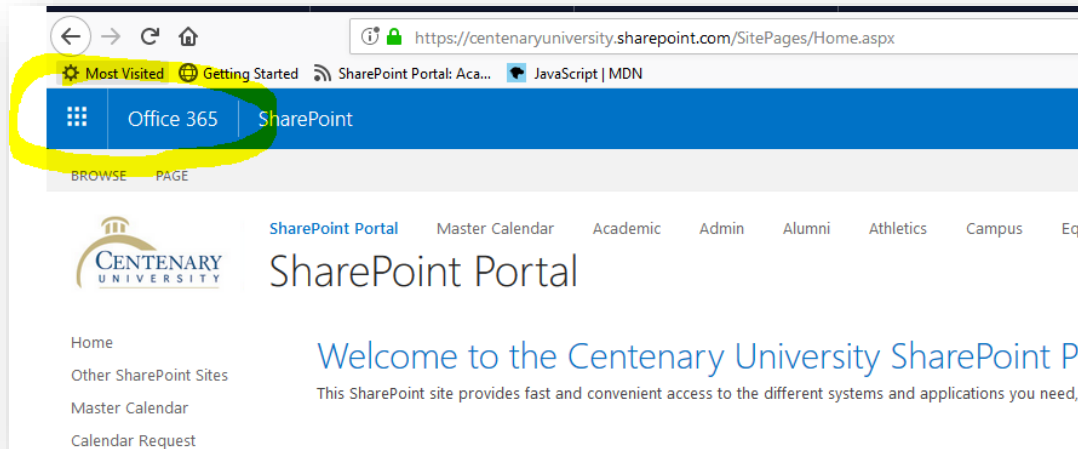 https://centenaryuniversity.sharepoint.com/SitePages/Home.aspx
Most Visited Getting Started SharePoint Portal: Aca... JavaScript | MDN
Office 365 SharePoint
BROWSE PAGE
SharePoint Portal Master Calendar Academic Admin Alumni Athletics Campus Eq
CENTENARY
UNIVERSITY
SharePoint Portal
Home
Other SharePoint Sites
Master Calendar
Calendar Request
Welcome to the Centenary University SharePoint P
This SharePoint site provides fast and convenient access to the different systems and applications you need,